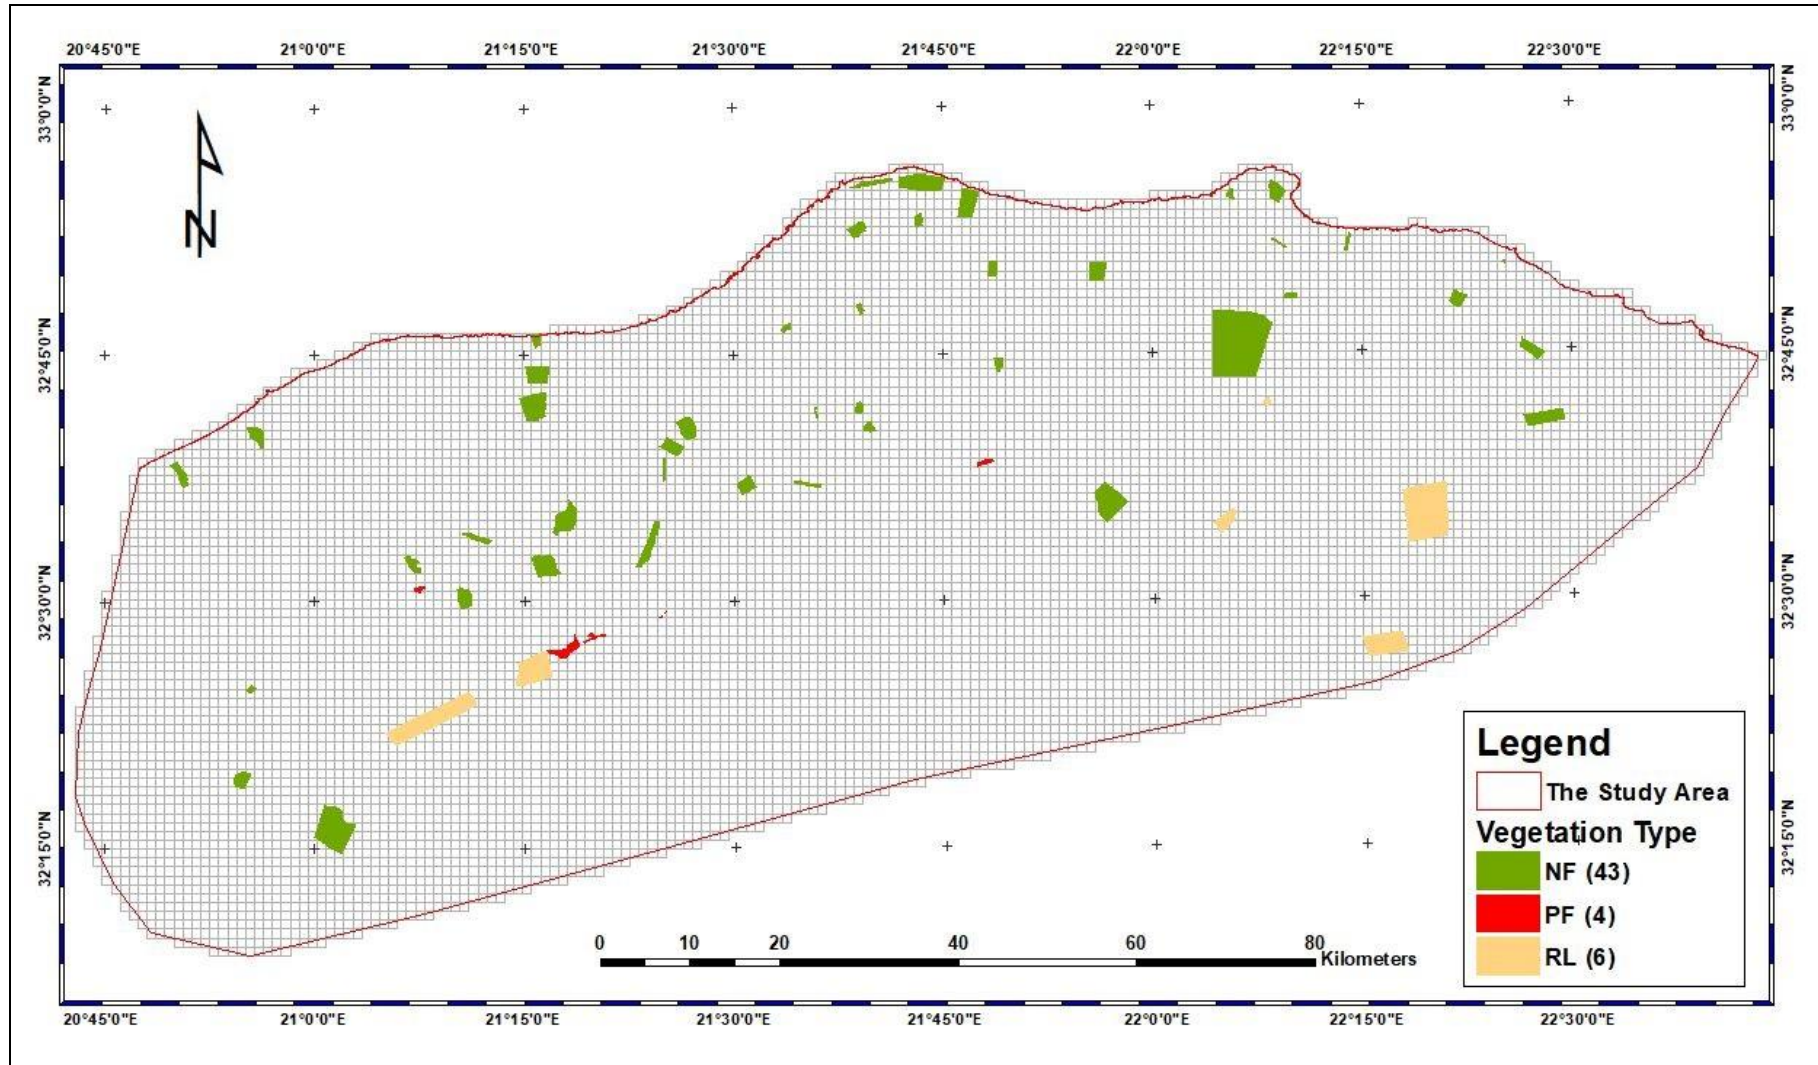 20°45'0"E 21°0'0"E 21°15'0"E 21°30'0"E 21°45'0"E 22°0'0"E 22°15'0"E 22°30'0"E
33°0'0"N 33°0'0"N
N
32°45'0"N 32°45'0"N
32°30'0"N 32°30'0"N
Legend
The Study Area
Vegetation Type
32°15'0"N 32°15'0"N
NF (43)
PF (4)
RL (6)
0 10 20 40 60 80
Kilometers
20°45'0"E 21°0'0"E 21°15'0"E 21°30'0"E 21°45'0"E 22°0'0"E 22°15'0"E 22°30'0"E